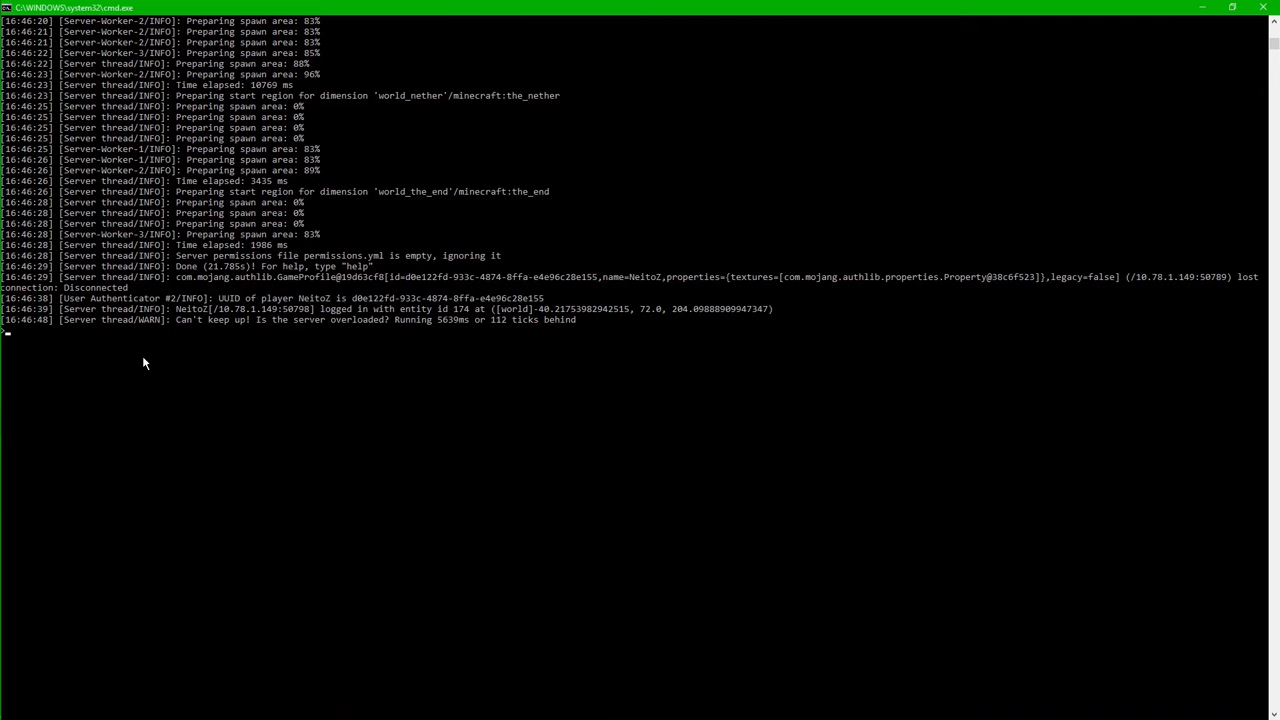 C:\WINDOWS\system32\cmd.exe
[16:46:20] [Server-Worker-2/INFO]: Preparing spawn area: 83%
[16:46:21] [Server-Worker-2/INFO]: Preparing spawn area: 83%
[16:46:21] [Server-Worker-2/INFO]: Preparing spawn area: 83%
[16:46:22] [Server-Worker-3/INFO]: Preparing spawn area: 85%
[16:46:22] [Server thread/INFO]: Preparing spawn area: 88%
[16:46:23] [Server-Worker-2/INFO]: Preparing spawn area: 96%
[16:46:23] [Server thread/INFO]: Time elapsed: 10769 ms
[16:46:23] [Server thread/INFO]: Preparing start region for dimension 'world_nether'/minecraft:the_nether
[16:46:25] [Server thread/INFO]: Preparing spawn area: 0%
[16:46:25] [Server thread/INFO]: Preparing spawn area: 0%
[16:46:25] [Server thread/INFO]: Preparing spawn area: 0%
[16:46:25] [Server thread/INFO]: Preparing spawn area: 0%
[16:46:25] [Server-Worker-1/INFO]: Preparing spawn area: 83%
[16:46:26] [Server-Worker-1/INFO]: Preparing spawn area: 83%
[16:46:26] [Server-Worker-2/INFO]: Preparing spawn area: 89%
[16:46:26] [Server thread/INFO]: Time elapsed: 3435 ms
[16:46:26] [Server thread/INFO]: Preparing start region for dimension 'world_the_end'/minecraft:the_end
[16:46:28] [Server thread/INFO]: Preparing spawn area: 0%
[16:46:28] [Server thread/INFO]: Preparing spawn area: 0%
[16:46:28] [Server thread/INFO]: Preparing spawn area: 0%
[16:46:28] [Server-Worker-3/INFO]: Preparing spawn area: 83%
[16:46:28] [Server thread/INFO]: Time elapsed: 1986 ms
[16:46:28] [Server thread/INFO]: Server permissions file permissions.yml is empty, ignoring it
[16:46:29] [Server thread/INFO]: Done (21.785s)! For help, type "help"
[16:46:29] [Server thread/INFO]: com.mojang.authlib.GameProfile@19d63cf8[id=d0e122fd-933c-4874-8ffa-e4e96c28e155,name=NeitoZ,properties={textures=[com.mojang.authlib.properties.Property@38c6f523]},legacy=false] (/10.78.1.149:50789) lost
connection: Disconnected
[16:46:38] [User Authenticator #2/INFO]: UUID of player NeitoZ is d0e122fd-933c-4874-8ffa-e4e96c28e155
[16:46:39] [Server thread/INFO]: NeitoZ[/10.78.1.149:50798] logged in with entity id 174 at ([world]-40.21753982942515, 72.0, 204.09888909947347)
[16:46:48] [Server thread/WARN]: Can't keep up! Is the server overloaded? Running 5639ms or 112 ticks behind
>